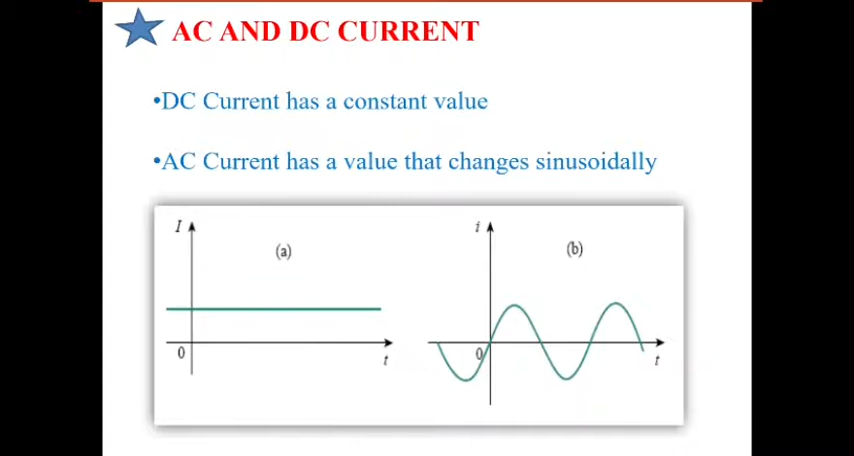 AC AND DC CURRENT
•DC Current has a constant value
•AC Current has a value that changes sinusoidally
I
(a)
0
t
i
(b)
0
t